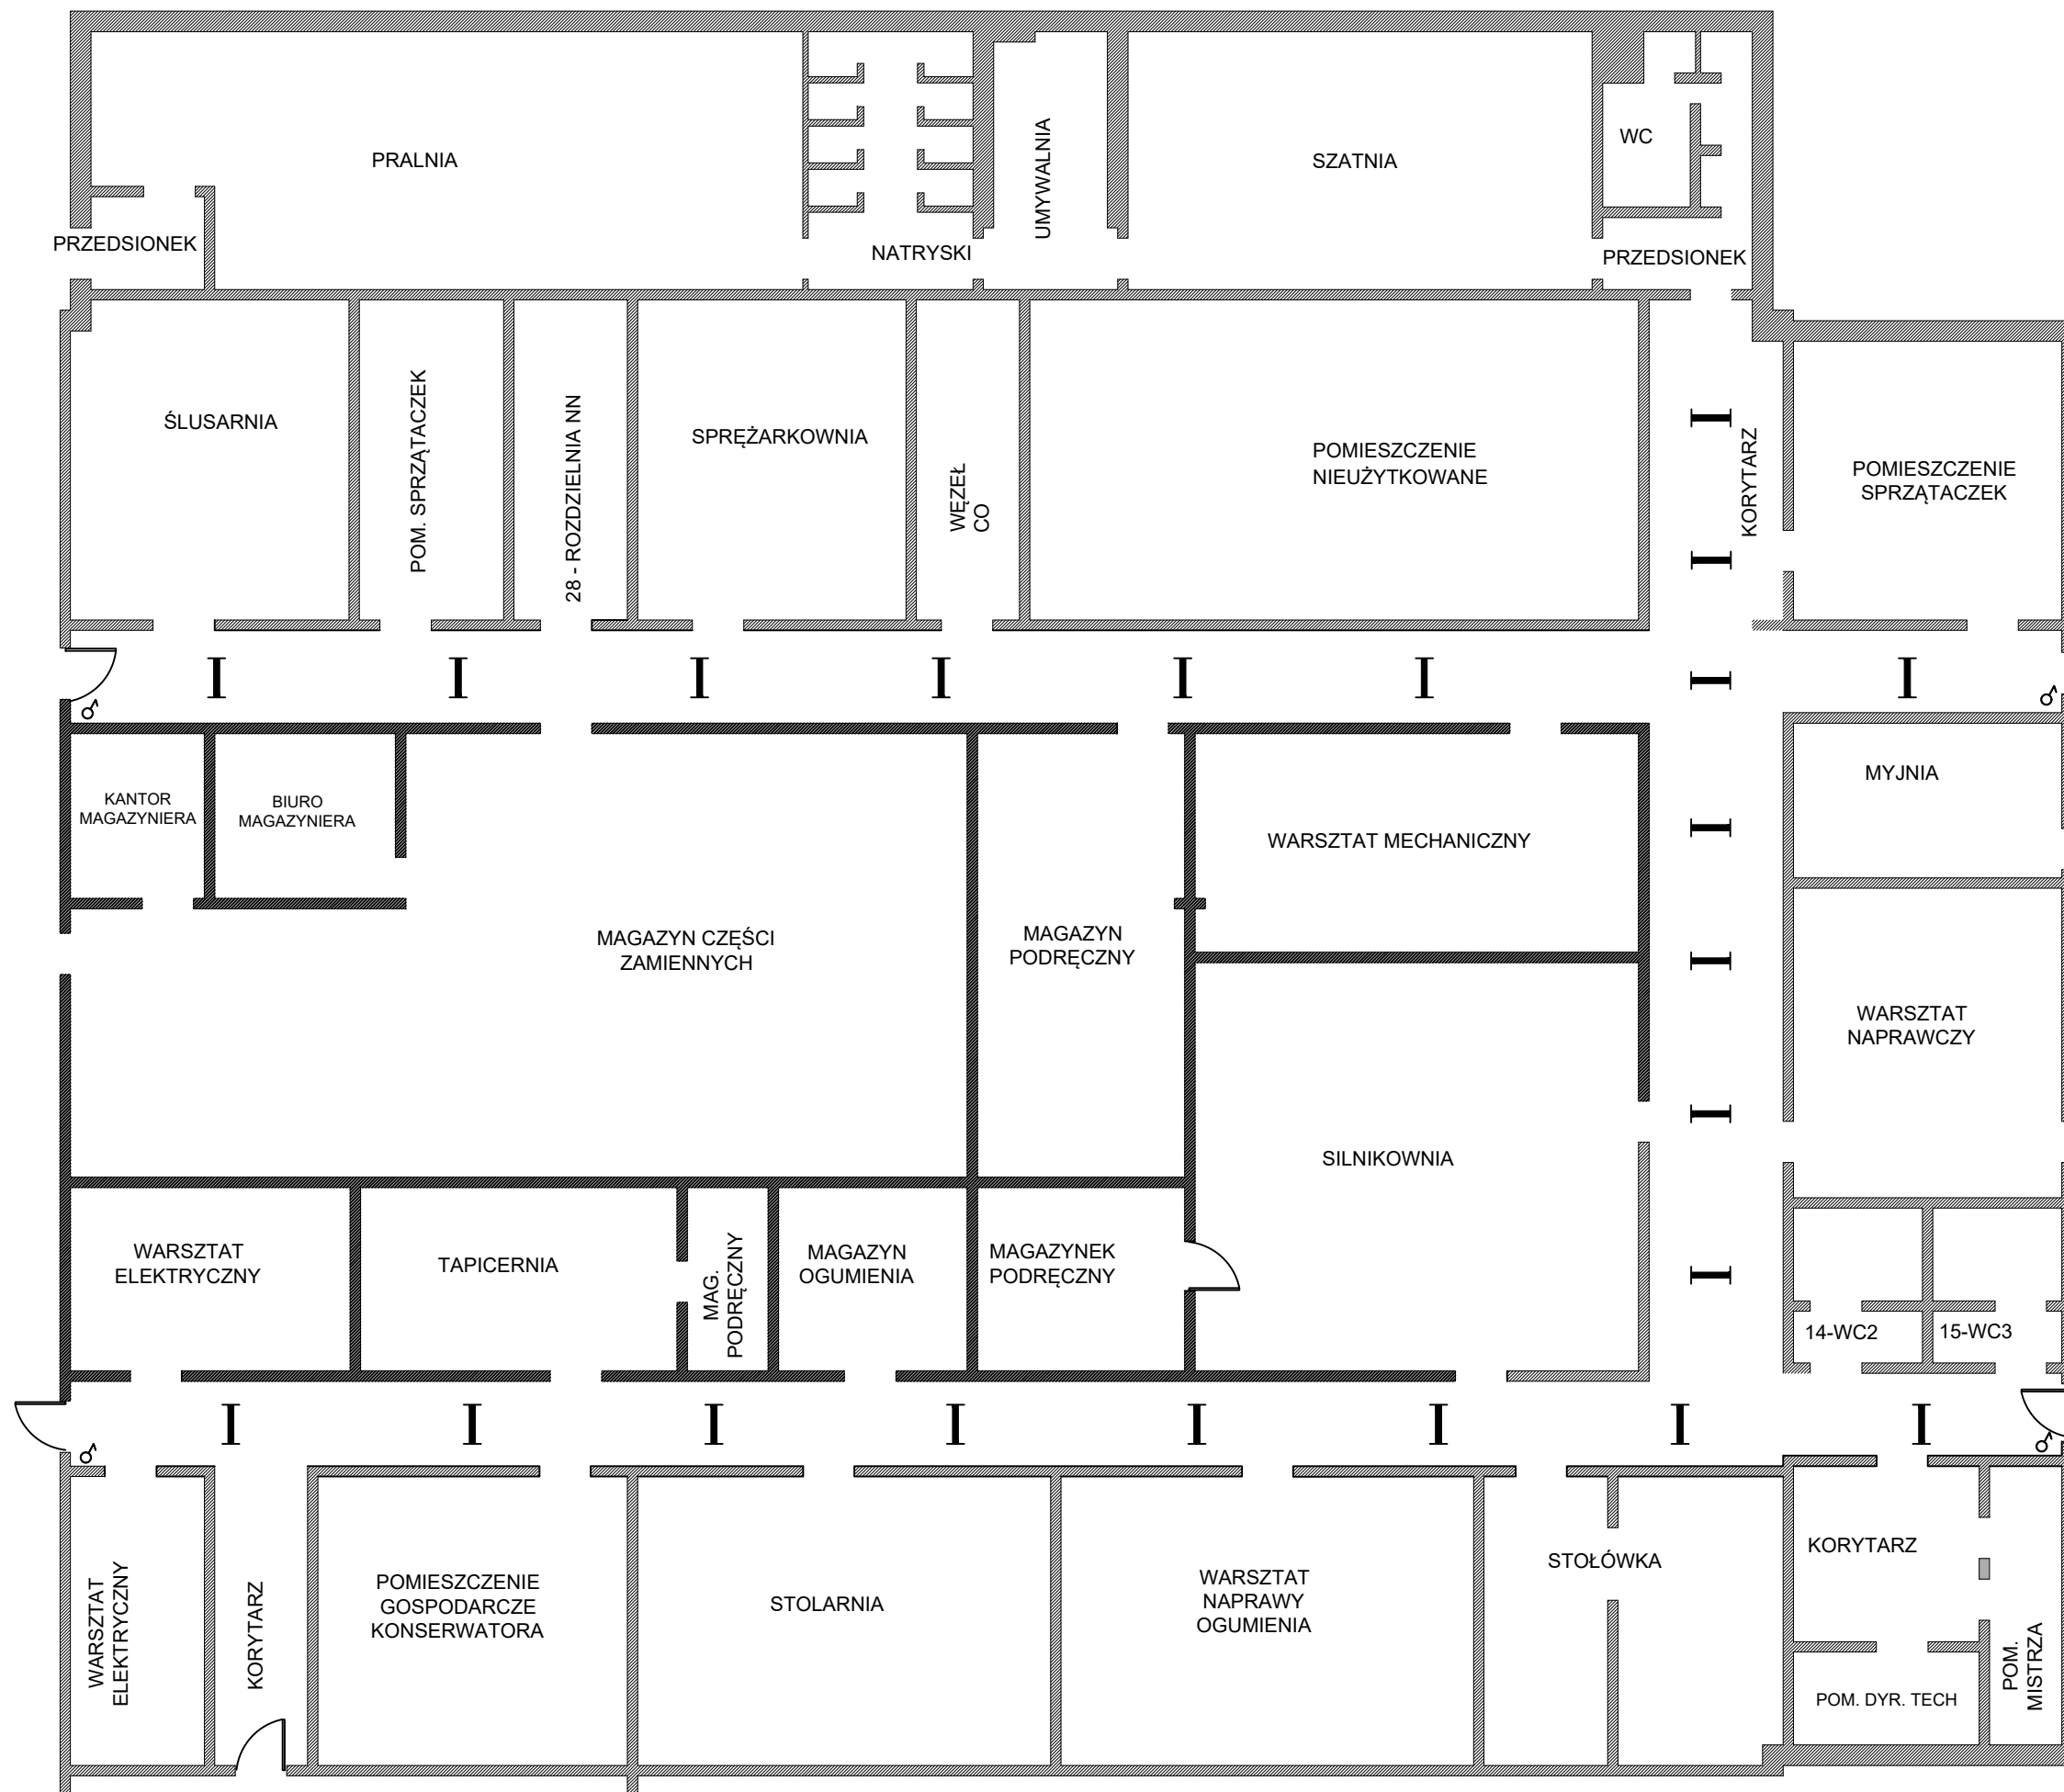 PRALNIA
UMYWALNIA
SZATNIA
WC
PRZEDSIONEK
NATRYSKI
PRZEDSIONEK
ŚLUSARNIA
POM. SPRZĄTACZEK
28 - ROZDZIELNIA NN
SPRĘŻARKOWNIA
WĘZEŁ
CO
POMIESZCZENIE
NIEUŻYTKOWANE
KORYTARZ
POMIESZCZENIE
SPRZĄTACZEK
KANTOR
MAGAZYNIERA
BIURO
MAGAZYNIERA
MAGAZYN CZĘŚCI
ZAMIENNYCH
MAGAZYN
PODRĘCZNY
WARSZTAT MECHANICZNY
MYJNIA
WARSZTAT
NAPRAWCZY
SILNIKOWNIA
WARSZTAT
ELEKTRYCZNY
TAPICERNIA
MAG.
PODRĘCZNY
MAGAZYN
OGUMIENIA
MAGAZYNEK
PODRĘCZNY
14-WC2
15-WC3
WARSZTAT
ELEKTRYCZNY
KORYTARZ
POMIESZCZENIE
GOSPODARCZE
KONSERWATORA
STOLARNIA
WARSZTAT
NAPRAWY
OGUMIENIA
STOŁÓWKA
KORYTARZ
POM. DYR. TECH
POM.
MISTRZA